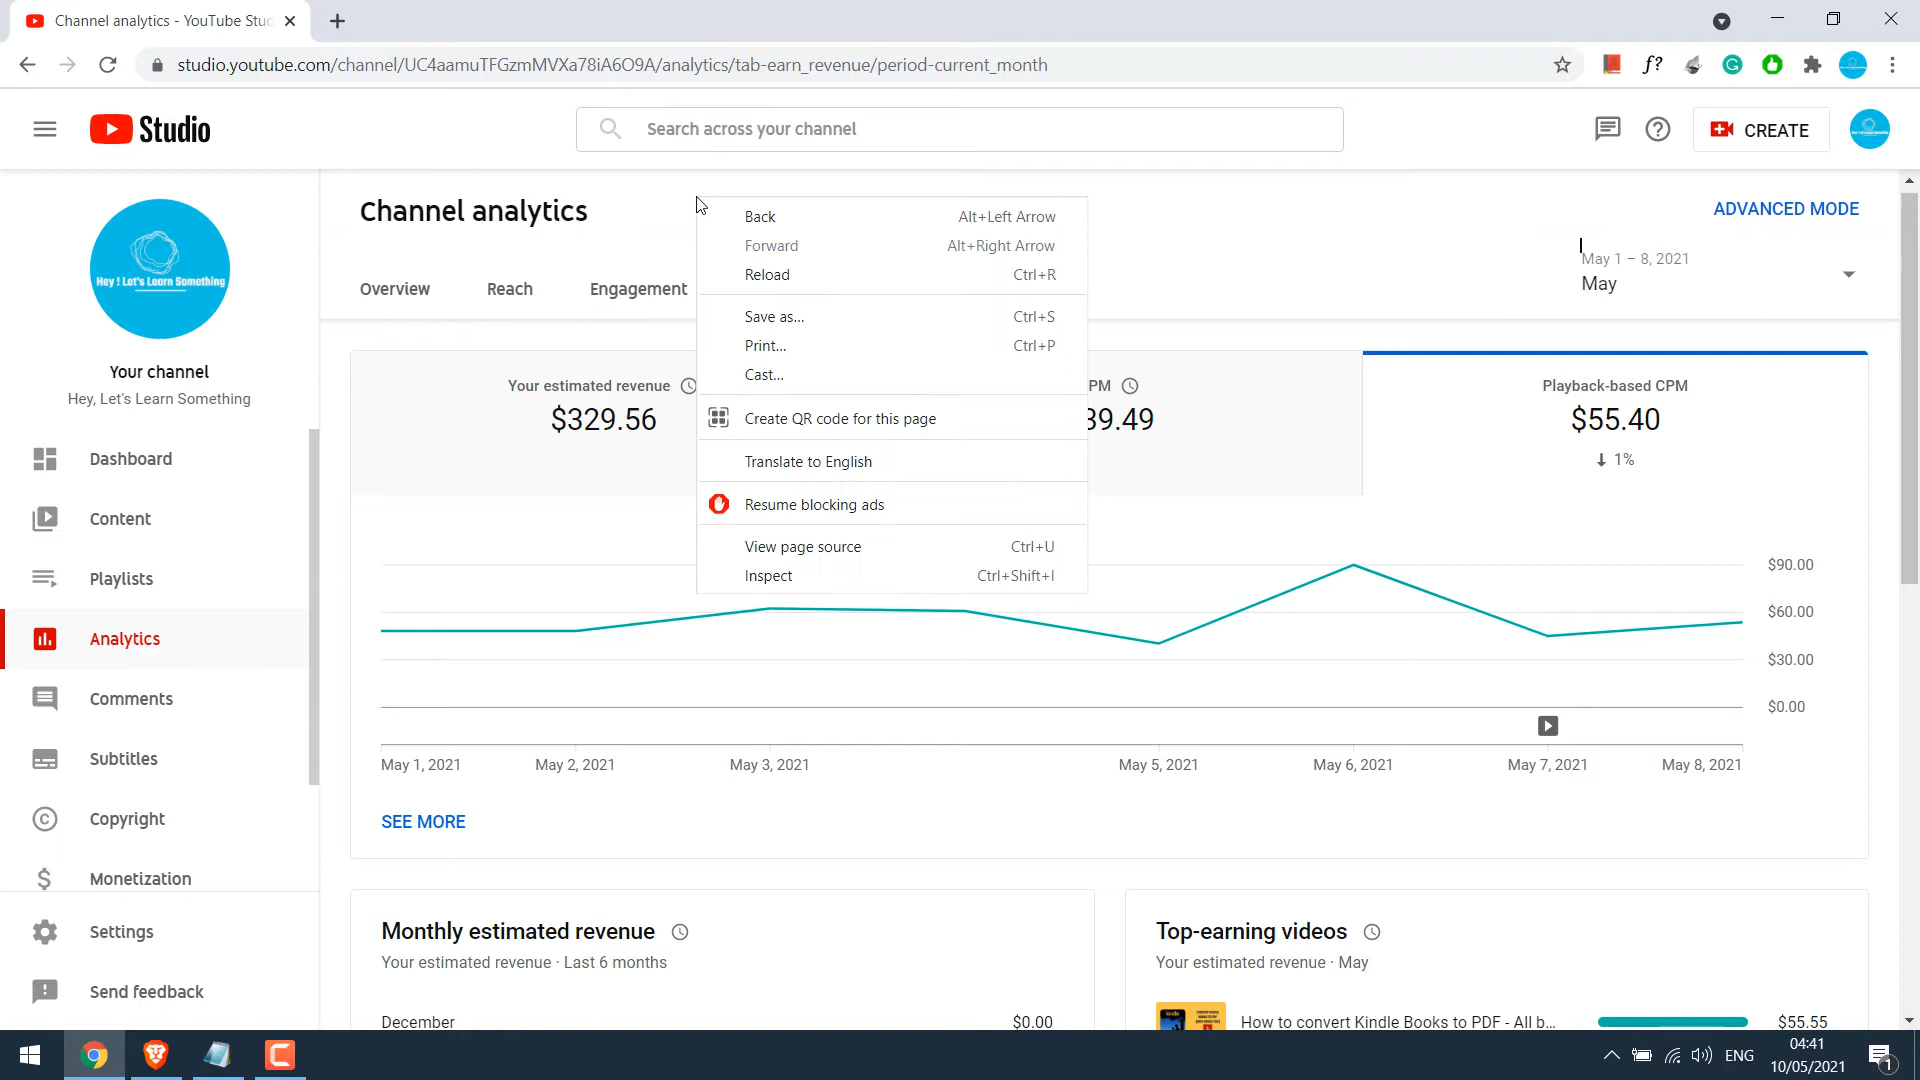 Channel analytics - YouTube Stud
studio.youtube.com/channel/UC4aamuTFGzmMVXa78iA6O9A/analytics/tab-earn_revenue/period-current_month
f?
Studio
Search across your channel
CREATE
Hey ! Let's Learn Something
Your channel
Hey, Let's Learn Something
Dashboard
Content
Playlists
Analytics
Comments
Subtitles
Copyright
Monetization
Settings
Send feedback
Channel analytics
ADVANCED MODE
Overview
Reach
Engagement
May 1 – 8, 2021
May
Back Alt+Left Arrow
Forward Alt+Right Arrow
Reload Ctrl+R
Save as... Ctrl+S
Print... Ctrl+P
Cast...
Create QR code for this page
Translate to English
Resume blocking ads
View page source Ctrl+U
Inspect Ctrl+Shift+I
Your estimated revenue
$329.56
PM
39.49
Playback-based CPM
$55.40
1%
$90.00
$60.00
$30.00
$0.00
May 1, 2021
May 2, 2021
May 3, 2021
May 5, 2021
May 6, 2021
May 7, 2021
May 8, 2021
SEE MORE
Monthly estimated revenue
Your estimated revenue · Last 6 months
December $0.00
Top-earning videos
Your estimated revenue · May
How to convert Kindle Books to PDF - All b... $55.55
ENG
04:41
10/05/2021
1